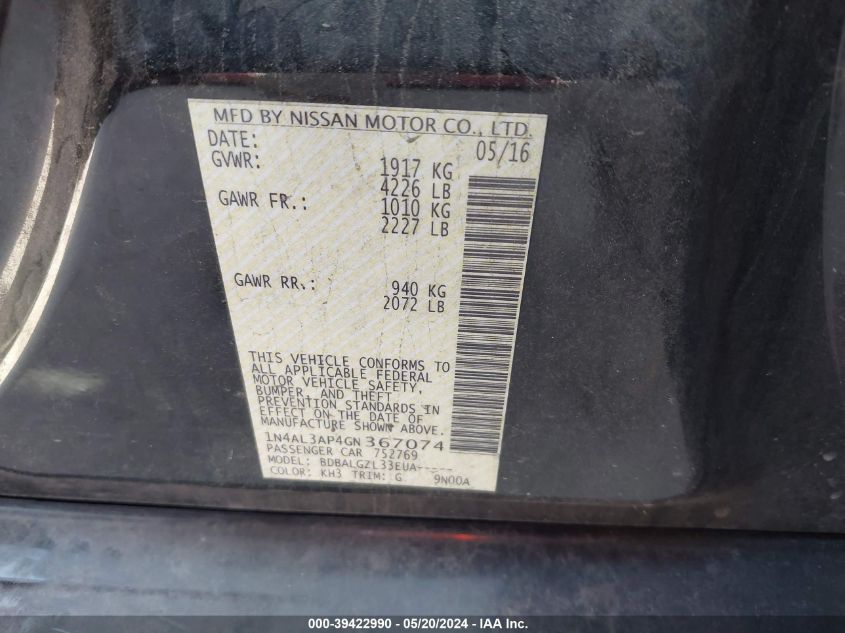 MFD BY NISSAN MOTOR CO., LTD.
DATE: 05/16
GVWR: 1917 KG
4226 LB
GAWR FR.: 1010 KG
2227 LB
GAWR RR.: 940 KG
2072 LB
THIS VEHICLE CONFORMS TO
ALL APPLICABLE FEDERAL
MOTOR VEHICLE SAFETY,
BUMPER, AND THEFT
PREVENTION STANDARDS IN
EFFECT ON THE DATE OF
MANUFACTURE SHOWN ABOVE.
1N4AL3AP4GN367074
PASSENGER CAR 752769
MODEL: BDBALGZL33EUA-----
COLOR: KH3 TRIM: G 9N00A
000-39422990 - 05/20/2024 - IAA Inc.